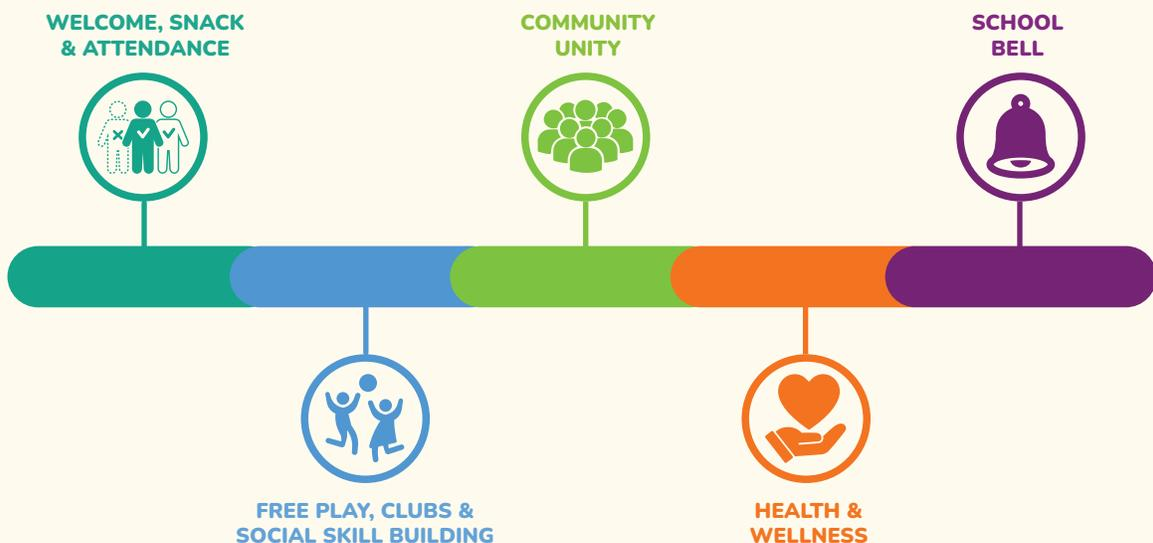 WELCOME, SNACK
& ATTENDANCE
COMMUNITY
UNITY
SCHOOL
BELL
FREE PLAY, CLUBS &
SOCIAL SKILL BUILDING
HEALTH &
WELLNESS